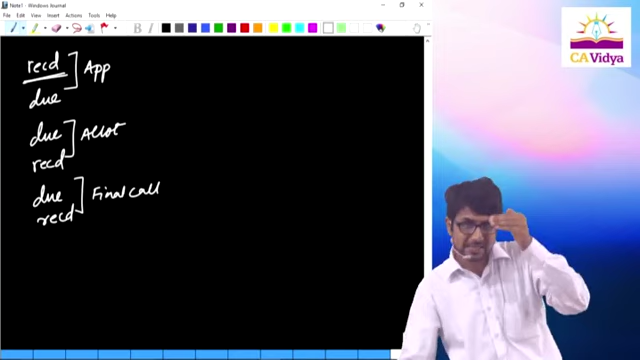 Note1 - Windows Journal
File Edit View Insert Actions Tools Help
B I
CA Vidya
recd
App
due
due
Allot
recd
due
Final call
recd